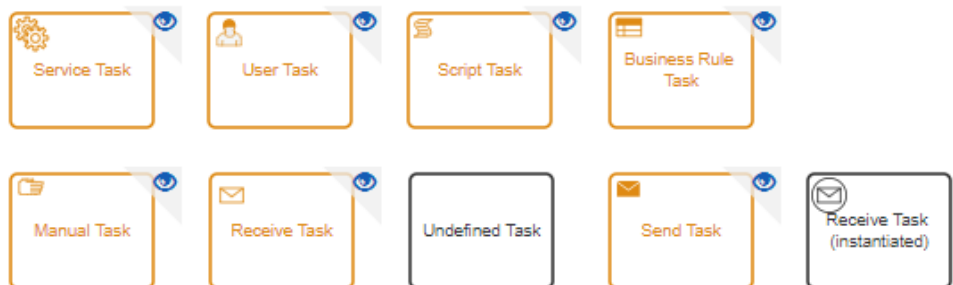 Service Task
User Task
Script Task
Business Rule
Task
Manual Task
Receive Task
Undefined Task
Send Task
Receive Task
(instantiated)